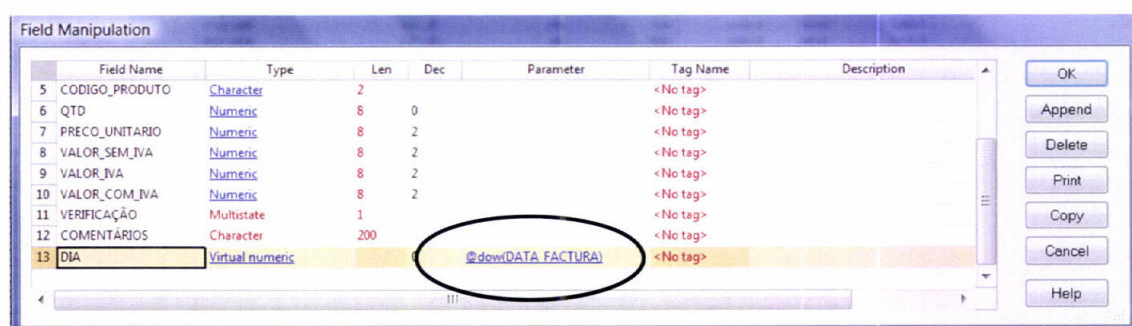 Field Manipulation
Field Name Type Len Dec Parameter Tag Name Description
5 CODIGO_PRODUTO Character 2 <No tag>
6 QTD Numeric 8 0 <No tag>
7 PRECO_UNITARIO Numeric 8 2 <No tag>
8 VALOR_SEM_IVA Numeric 8 2 <No tag>
9 VALOR_IVA Numeric 8 2 <No tag>
10 VALOR_COM_IVA Numeric 8 2 <No tag>
11 VERIFICAÇÃO Multistate 1 <No tag>
12 COMENTÁRIOS Character 200 <No tag>
13 DIA Virtual numeric 0 @dow(DATA_FACTURA) <No tag>
OK
Append
Delete
Print
Copy
Cancel
Help